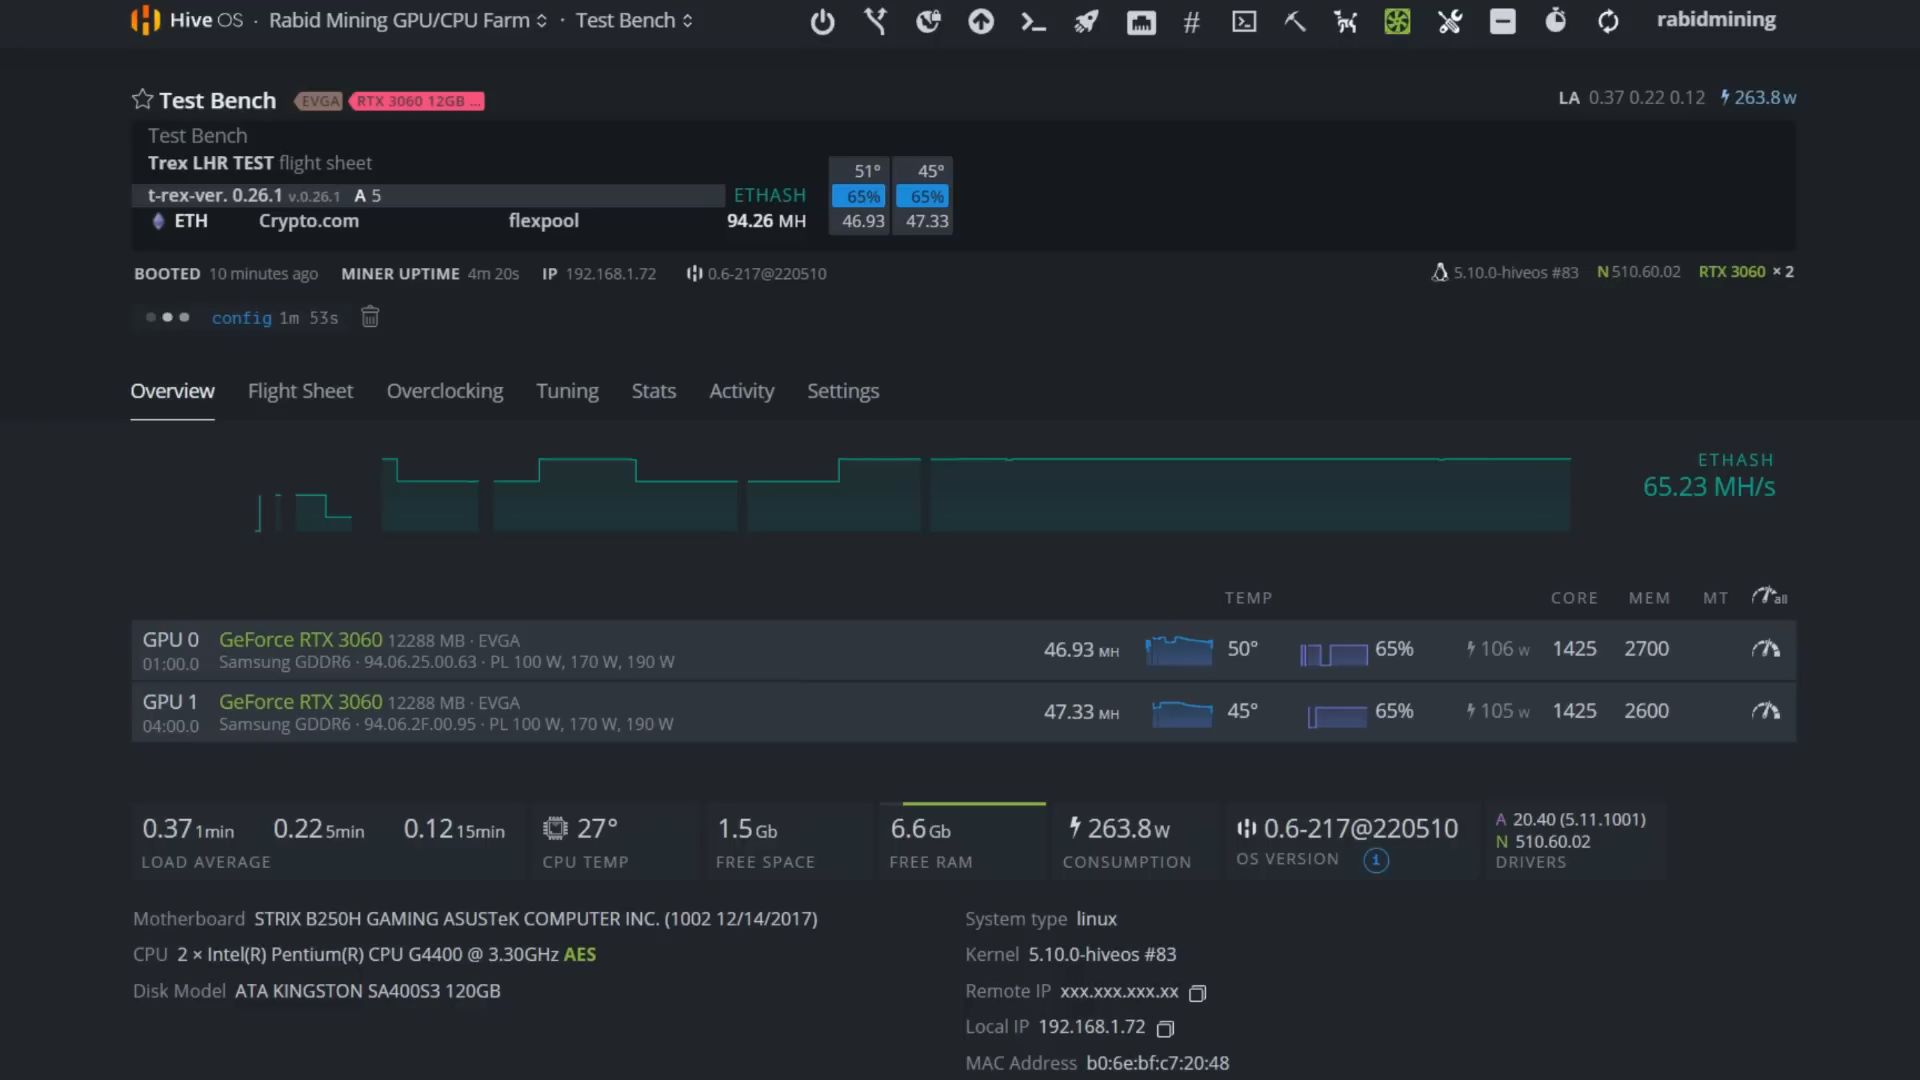 Hive OS · Rabid Mining GPU/CPU Farm · Test Bench rabidmining
Test Bench EVGA RTX 3060 12GB ... LA 0.37 0.22 0.12 263.8 w
Test Bench
Trex LHR TEST flight sheet
51° 45°
t-rex-ver. 0.26.1 v.0.26.1 A 5 ETHASH 65% 65%
ETH Crypto.com flexpool 94.26 MH 46.93 47.33
BOOTED 10 minutes ago MINER UPTIME 4m 20s IP 192.168.1.72 0.6-217@220510 5.10.0-hiveos #83 N 510.60.02 RTX 3060 × 2
config 1m 53s
Overview Flight Sheet Overclocking Tuning Stats Activity Settings
ETHASH
65.23 MH/s
TEMP CORE MEM MT all
GPU 0 GeForce RTX 3060 12288 MB · EVGA 46.93 MH 50° 65% 106 w 1425 2700
01:00.0 Samsung GDDR6 · 94.06.25.00.63 · PL 100 W, 170 W, 190 W
GPU 1 GeForce RTX 3060 12288 MB · EVGA 47.33 MH 45° 65% 105 w 1425 2600
04:00.0 Samsung GDDR6 · 94.06.2F.00.95 · PL 100 W, 170 W, 190 W
0.37 1min 0.22 5min 0.12 15min
LOAD AVERAGE
27°
CPU TEMP
1.5 Gb
FREE SPACE
6.6 Gb
FREE RAM
263.8 w
CONSUMPTION
0.6-217@220510
OS VERSION 1
A 20.40 (5.11.1001)
N 510.60.02
DRIVERS
Motherboard STRIX B250H GAMING ASUSTeK COMPUTER INC. (1002 12/14/2017)
CPU 2 × Intel(R) Pentium(R) CPU G4400 @ 3.30GHz AES
Disk Model ATA KINGSTON SA400S3 120GB
System type linux
Kernel 5.10.0-hiveos #83
Remote IP xxx.xxx.xxx.xx
Local IP 192.168.1.72
MAC Address b0:6e:bf:c7:20:48